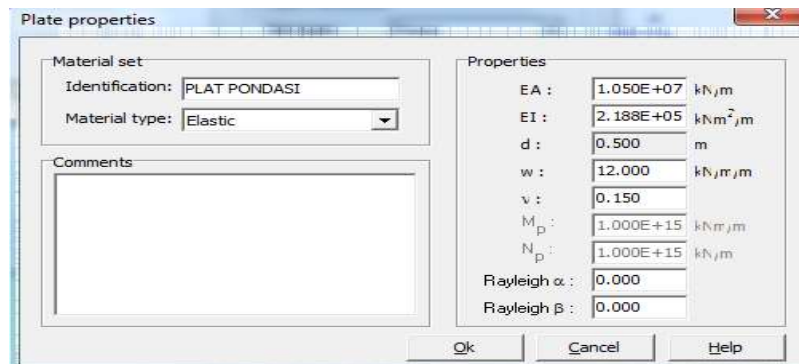 Plate properties
Material set
Identification: PLAT PONDASI
Material type: Elastic
Comments
Properties
EA : 1.050E+07 kN/m
EI : 2.188E+05 kNm²/m
d : 0.500 m
w : 12.000 kN/m/m
ν : 0.150
Mp : 1.000E+15 kNm/m
Np : 1.000E+15 kN/m
Rayleigh α : 0.000
Rayleigh β : 0.000
Ok Cancel Help